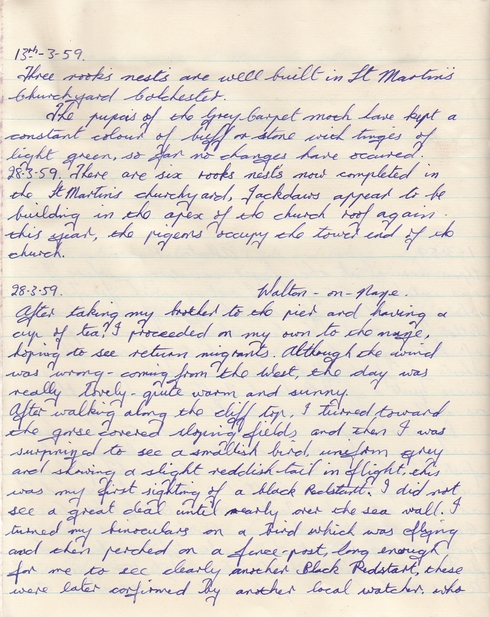 13th-3-59.
Three rooks nests are well built in St Martin's
Churchyard Colchester.
The pupais of the Grey Carpet moth have kept a
constant colour of buff or stone with tinges of
light green, so far no changes have occurred.
28-3-59. There are six rooks nests now completed in
the St Martins churchyard, Jackdaws appear to be
building in the apex of the church roof again
this year, the pigeons occupy the tower end of the
church.
28-3-59. Walton-on-Naze.
After taking my brother to the pier and having a
cup of tea, I proceeded on my own to the naze,
hoping to see return migrants. Although the wind
was wrong - coming from the West, the day was
really lovely - quite warm and sunny.
After walking along the cliff top, I turned toward
the gorse covered sloping fields, and then I was
surprized to see a smallish bird, uniform grey
and showing a slight reddish tail in flight, this
was my first sighting of a black Redstart. I did not
see a great deal until nearly over the sea wall. I
turned my binoculars on a bird which was flying
and then perched on a fence-post, long enough
for me to see clearly another Black Redstart, these
were later confirmed by another local watcher, who